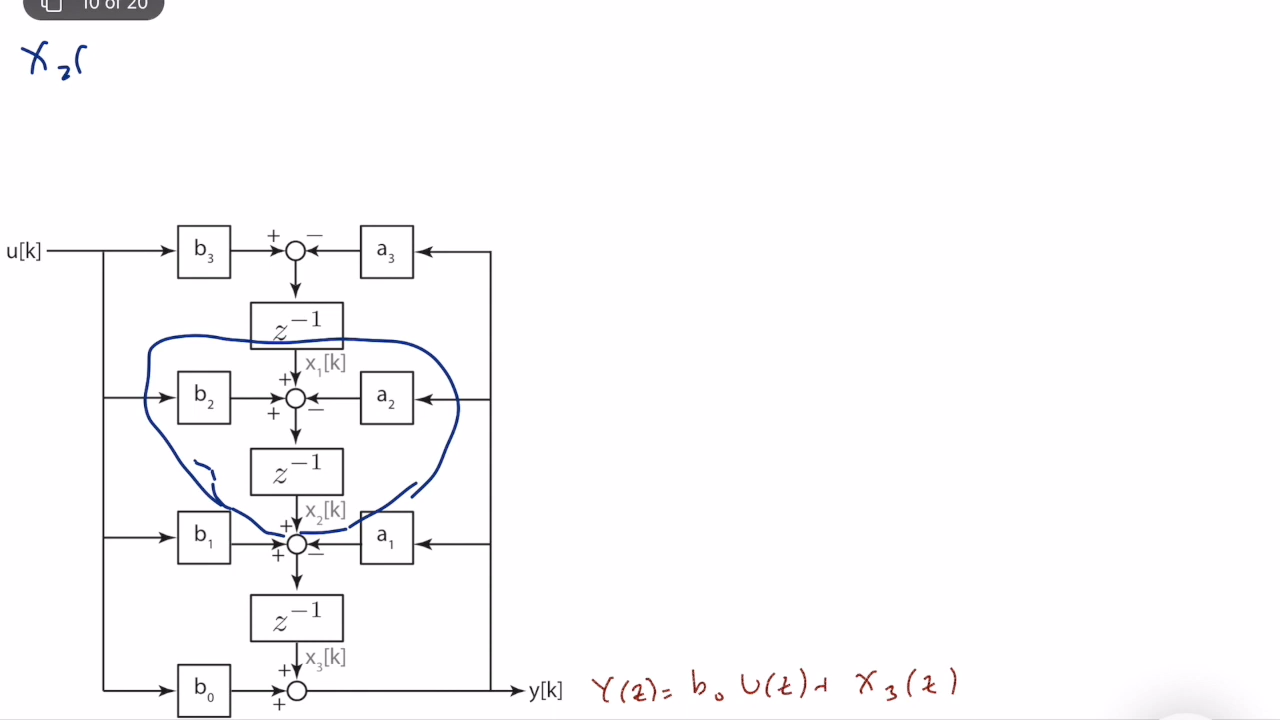 10 of 20
X₂(
u[k] b₃ + − a₃
z⁻¹
x₁[k]
+
b₂ + − a₂
z⁻¹
x₂[k]
+
b₁ + − a₁
z⁻¹
x₃[k]
+
b₀ + y[k] Y(z)= b₀ U(z)+ X₃(z)